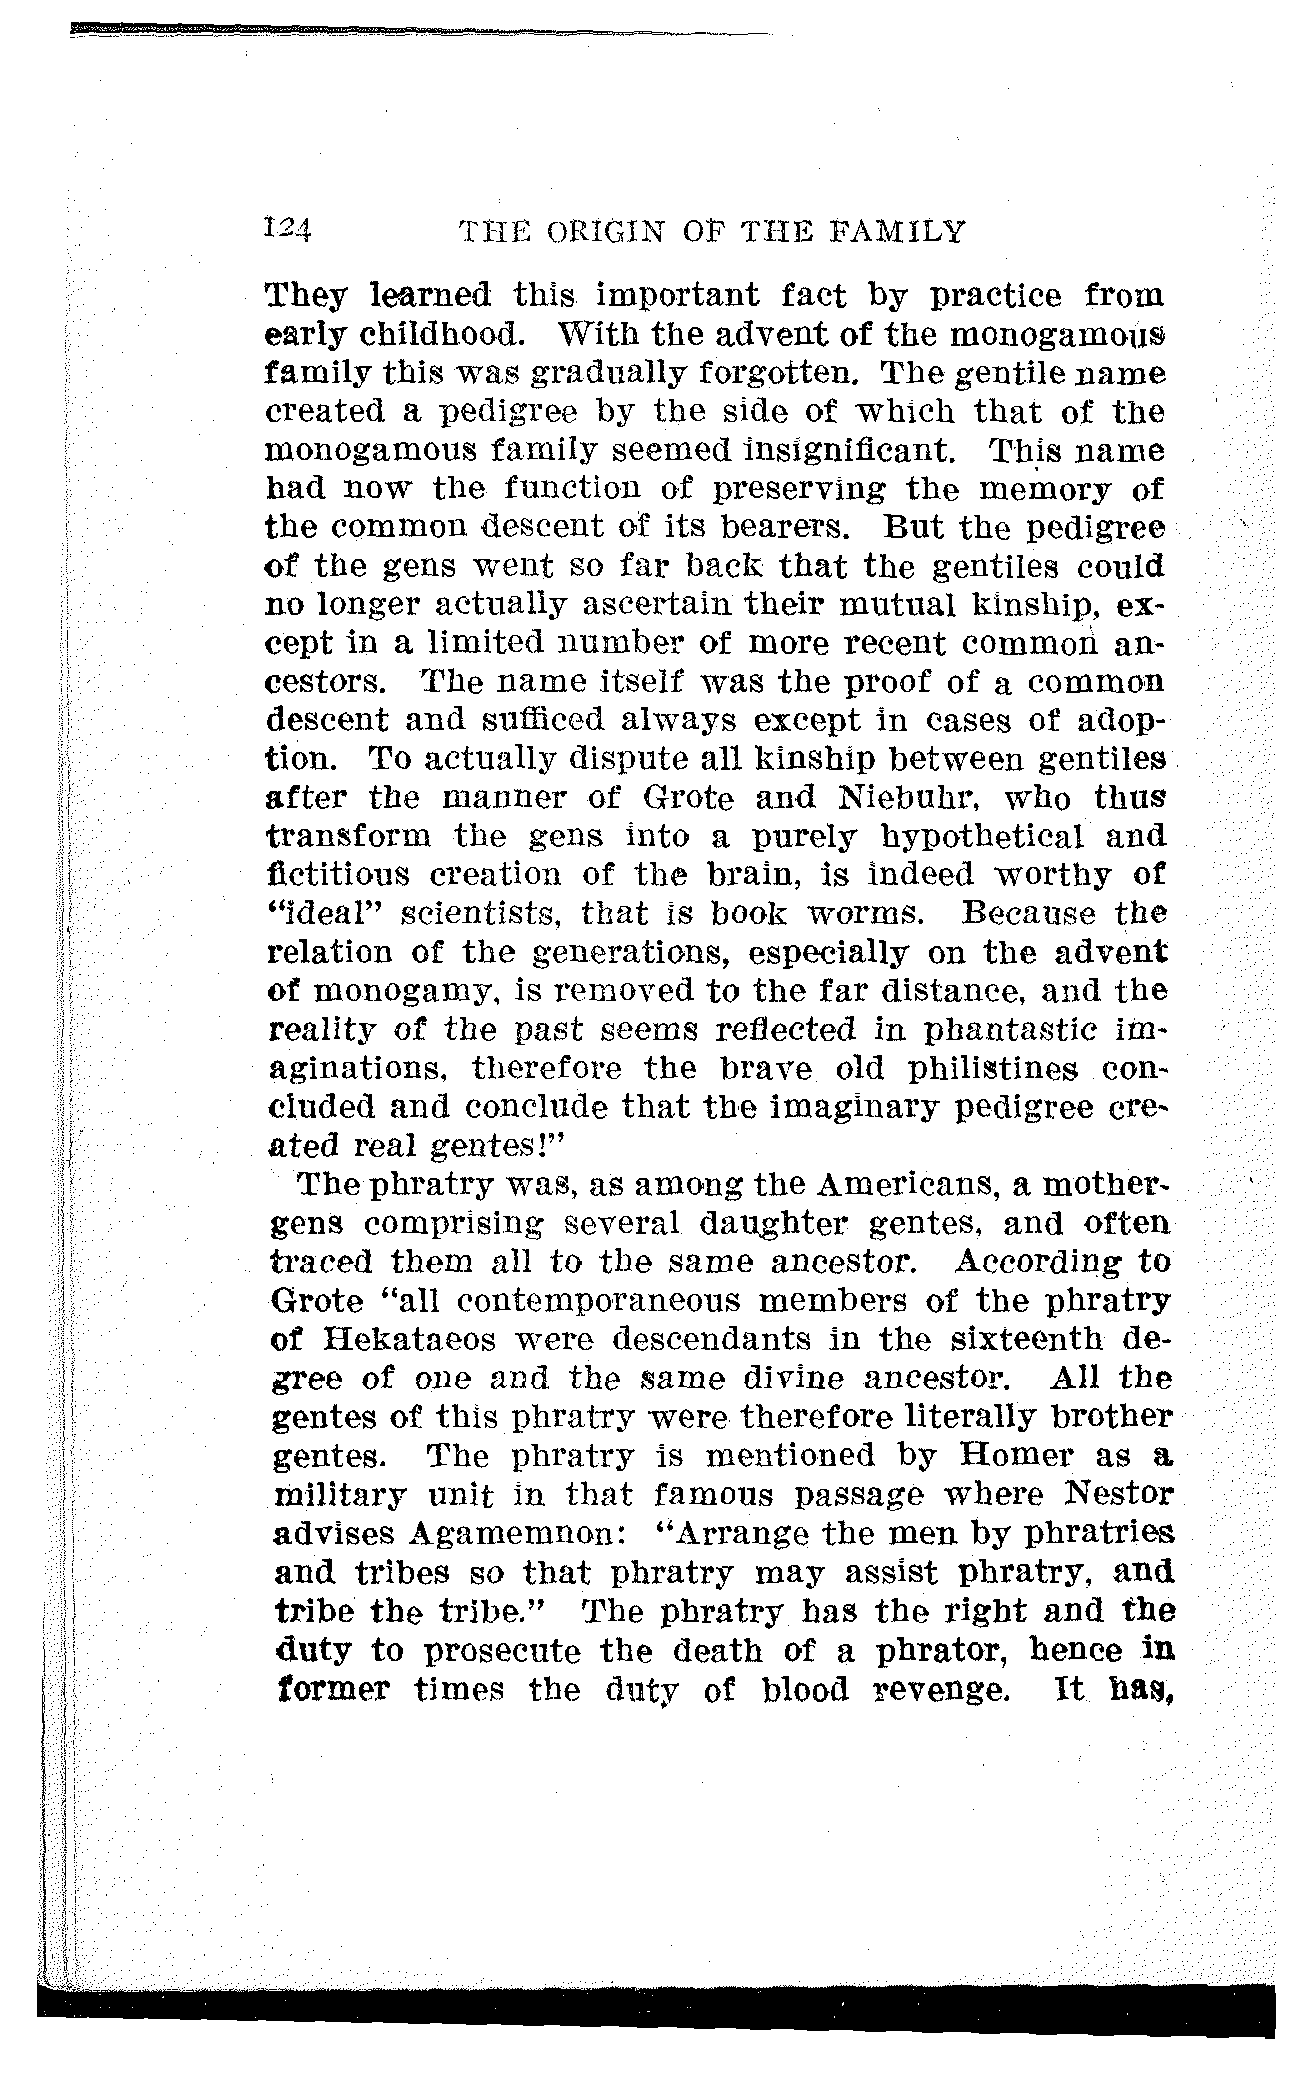 124 THE ORIGIN OF THE FAMILY
They learned this important fact by practice from
early childhood. With the advent of the monogamous
family this was gradually forgotten. The gentile name
created a pedigree by the side of which that of the
monogamous family seemed insignificant. This name
had now the function of preserving the memory of
the common descent of its bearers. But the pedigree
of the gens went so far back that the gentiles could
no longer actually ascertain their mutual kinship, ex-
cept in a limited number of more recent common an-
cestors. The name itself was the proof of a common
descent and sufficed always except in cases of adop-
tion. To actually dispute all kinship between gentiles
after the manner of Grote and Niebuhr, who thus
transform the gens into a purely hypothetical and
fictitious creation of the brain, is indeed worthy of
“ideal” scientists, that is book worms. Because the
relation of the generations, especially on the advent
of monogamy, is removed to the far distance, and the
reality of the past seems reflected in phantastic im-
aginations, therefore the brave old philistines con-
cluded and conclude that the imaginary pedigree cre-
ated real gentes!”
The phratry was, as among the Americans, a mother-
gens comprising several daughter gentes, and often
traced them all to the same ancestor. According to
Grote “all contemporaneous members of the phratry
of Hekataeos were descendants in the sixteenth de-
gree of one and the same divine ancestor. All the
gentes of this phratry were therefore literally brother
gentes. The phratry is mentioned by Homer as a
military unit in that famous passage where Nestor
advises Agamemnon: “Arrange the men by phratries
and tribes so that phratry may assist phratry, and
tribe the tribe.” The phratry has the right and the
duty to prosecute the death of a phrator, hence in
former times the duty of blood revenge. It has,